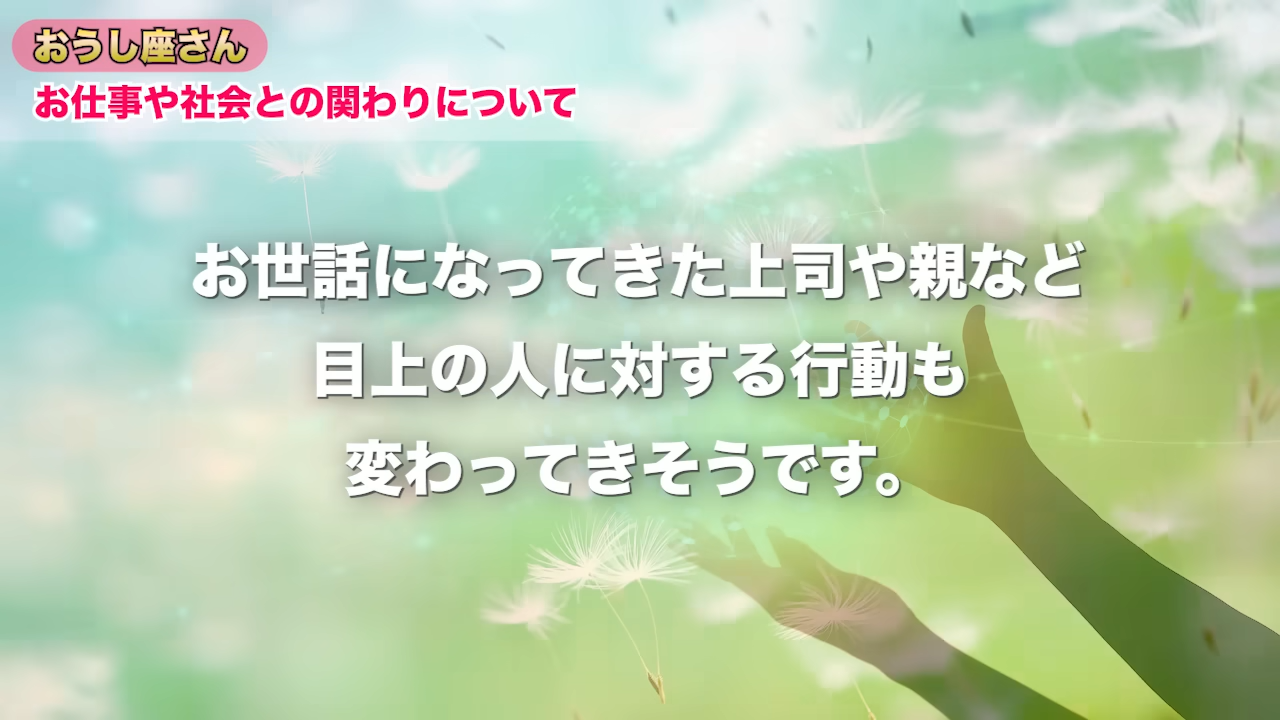 おうし座さん
お仕事や社会との関わりについて
お世話になってきた上司や親など
目上の人に対する行動も
変わってきそうです。